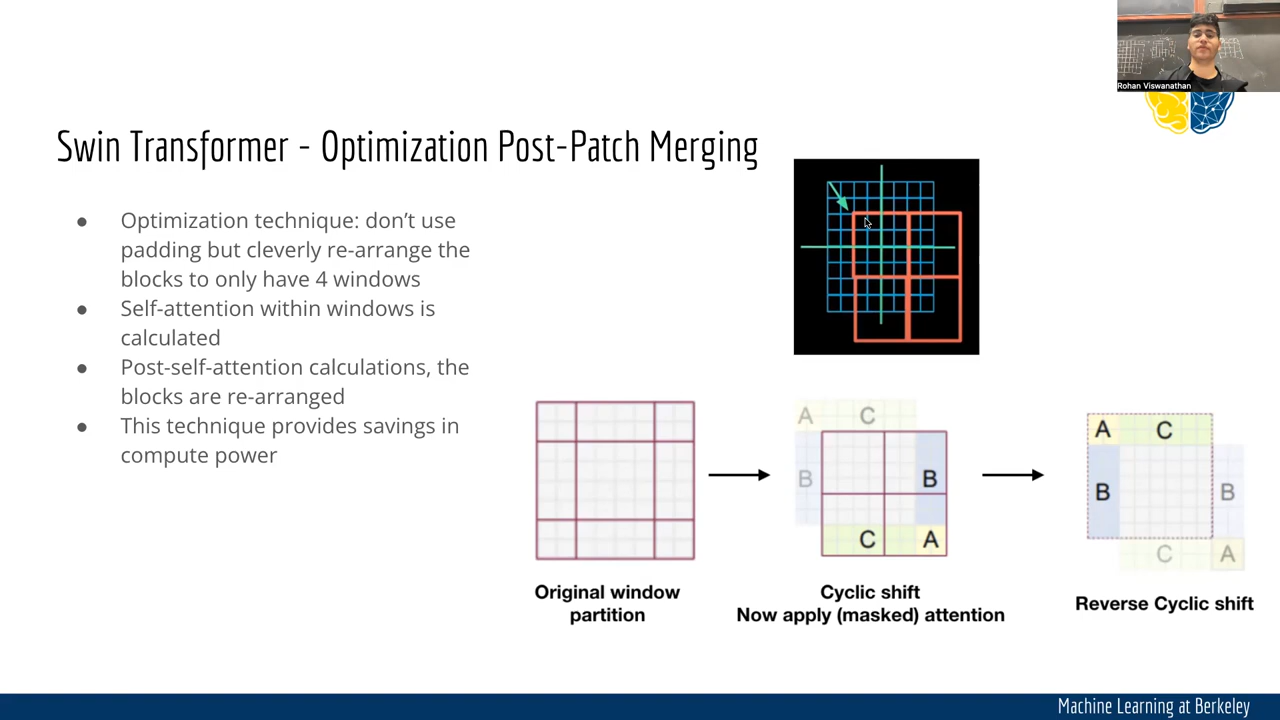 Rohan Viswanathan
Swin Transformer - Optimization Post-Patch Merging
● Optimization technique: don’t use
padding but cleverly re-arrange the
blocks to only have 4 windows
● Self-attention within windows is
calculated
● Post-self-attention calculations, the
blocks are re-arranged
● This technique provides savings in
compute power
Original window
partition
A C
B B
C A
Cyclic shift
Now apply (masked) attention
A C
B B
C A
Reverse Cyclic shift
Machine Learning at Berkeley